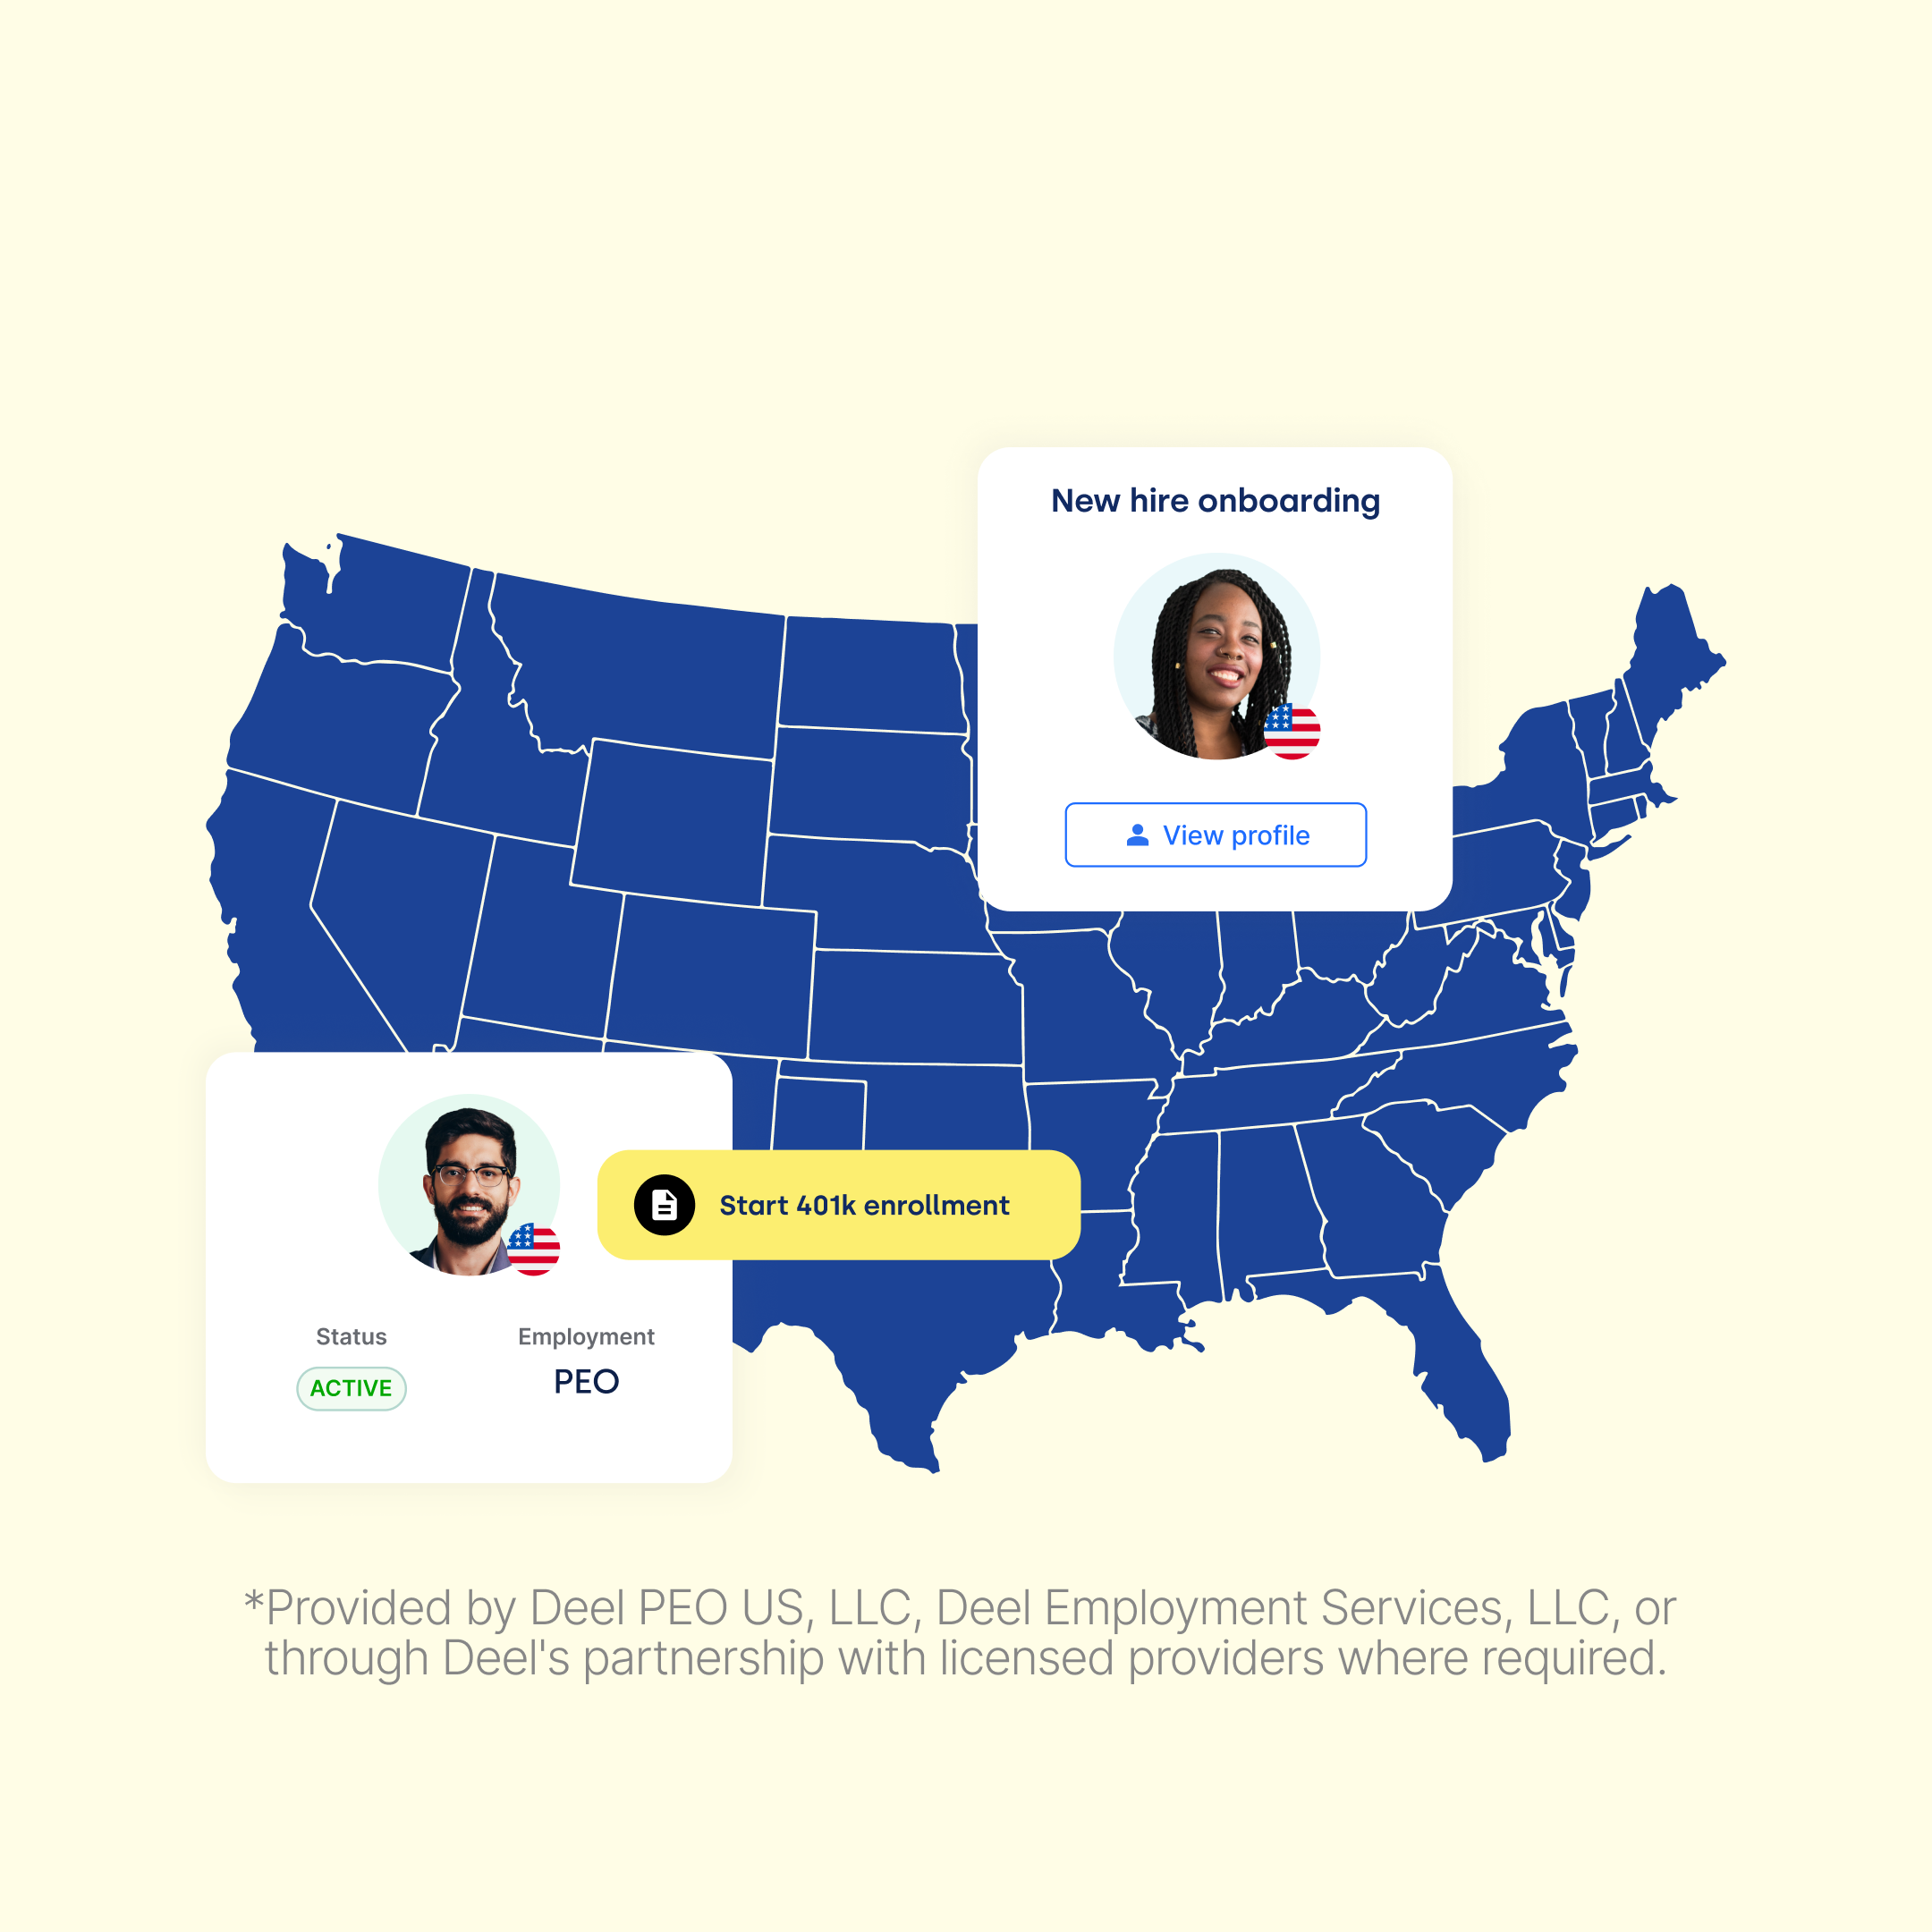 New hire onboarding
View profile
Start 401k enrollment
Status
Employment
ACTIVE
PEO
*Provided by Deel PEO US, LLC, Deel Employment Services, LLC, or
through Deel's partnership with licensed providers where required.